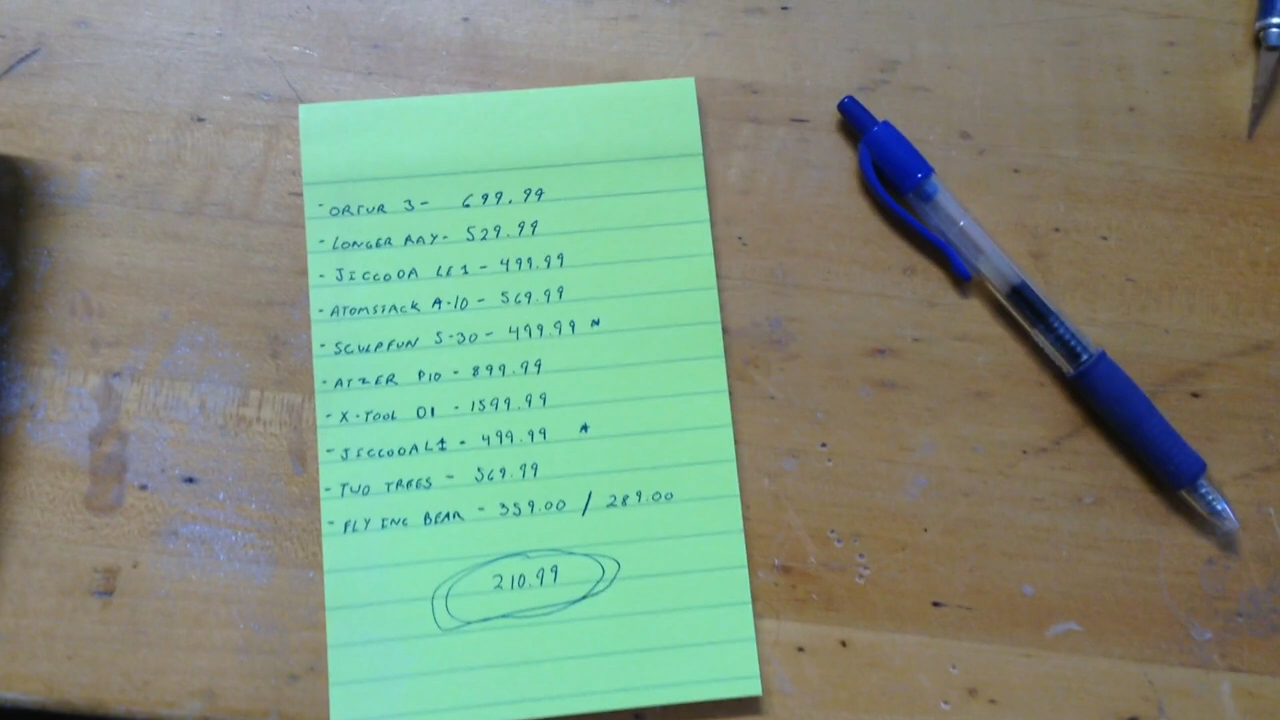 - ORTUR 3 - 699.99
- LONGER RAY - 529.99
- JICCODA LE1 - 499.99
- ATOMSTACK A-10 - 569.99
- SCULPFUN S-30 - 499.99 N
- ATZER P10 - 899.99
- X-TOOL D1 - 1599.99
- JICCODA L1 - 499.99 A
- TWO TREES - 569.99
- FLYING BEAR - 359.00 / 289.00
210.99